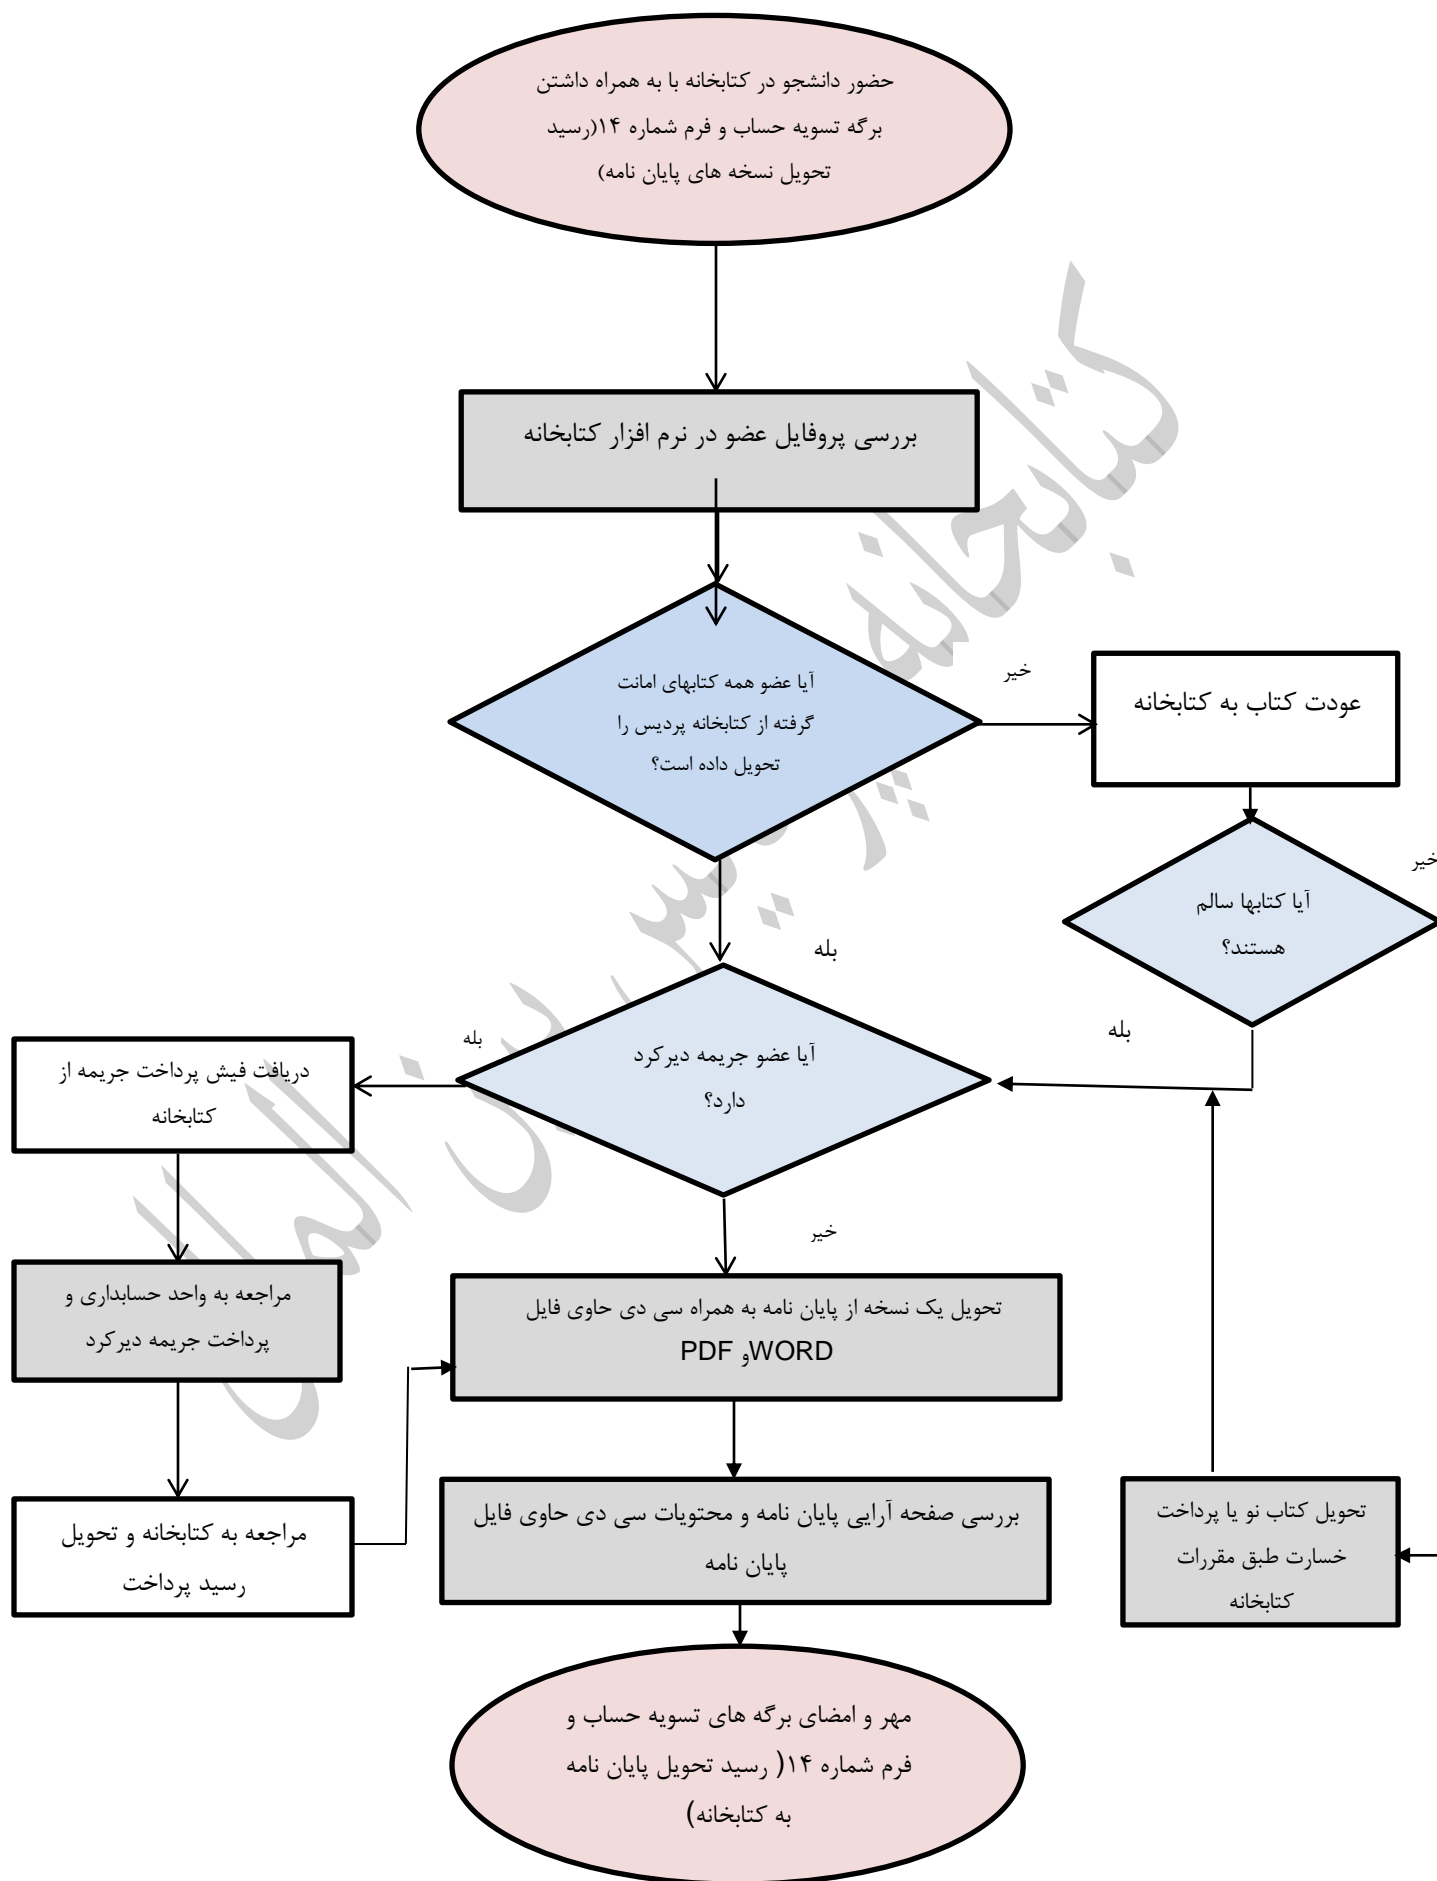 حضور دانشجو در کتابخانه با به همراه داشتن
برگه تسویه حساب و فرم شماره ۱۴(رسید
تحویل نسخه های پایان نامه)
بررسی پروفایل عضو در نرم افزار کتابخانه
آیا عضو همه کتابهای امانت
گرفته از کتابخانه پردیس را
تحویل داده است؟
خیر
عودت کتاب به کتابخانه
خیر
آیا کتابها سالم
هستند؟
بله
بله
آیا عضو جریمه دیرکرد
دارد؟
بله
دریافت فیش پرداخت جریمه از
کتابخانه
خیر
مراجعه به واحد حسابداری و
پرداخت جریمه دیرکرد
تحویل یک نسخه از پایان نامه به همراه سی دی حاوی فایل
WORDو PDF
تحویل کتاب نو یا پرداخت
خسارت طبق مقررات
کتابخانه
بررسی صفحه آرایی پایان نامه و محتویات سی دی حاوی فایل
پایان نامه
مراجعه به کتابخانه و تحویل
رسید پرداخت
مهر و امضای برگه های تسویه حساب و
فرم شماره ۱۴( رسید تحویل پایان نامه
به کتابخانه)